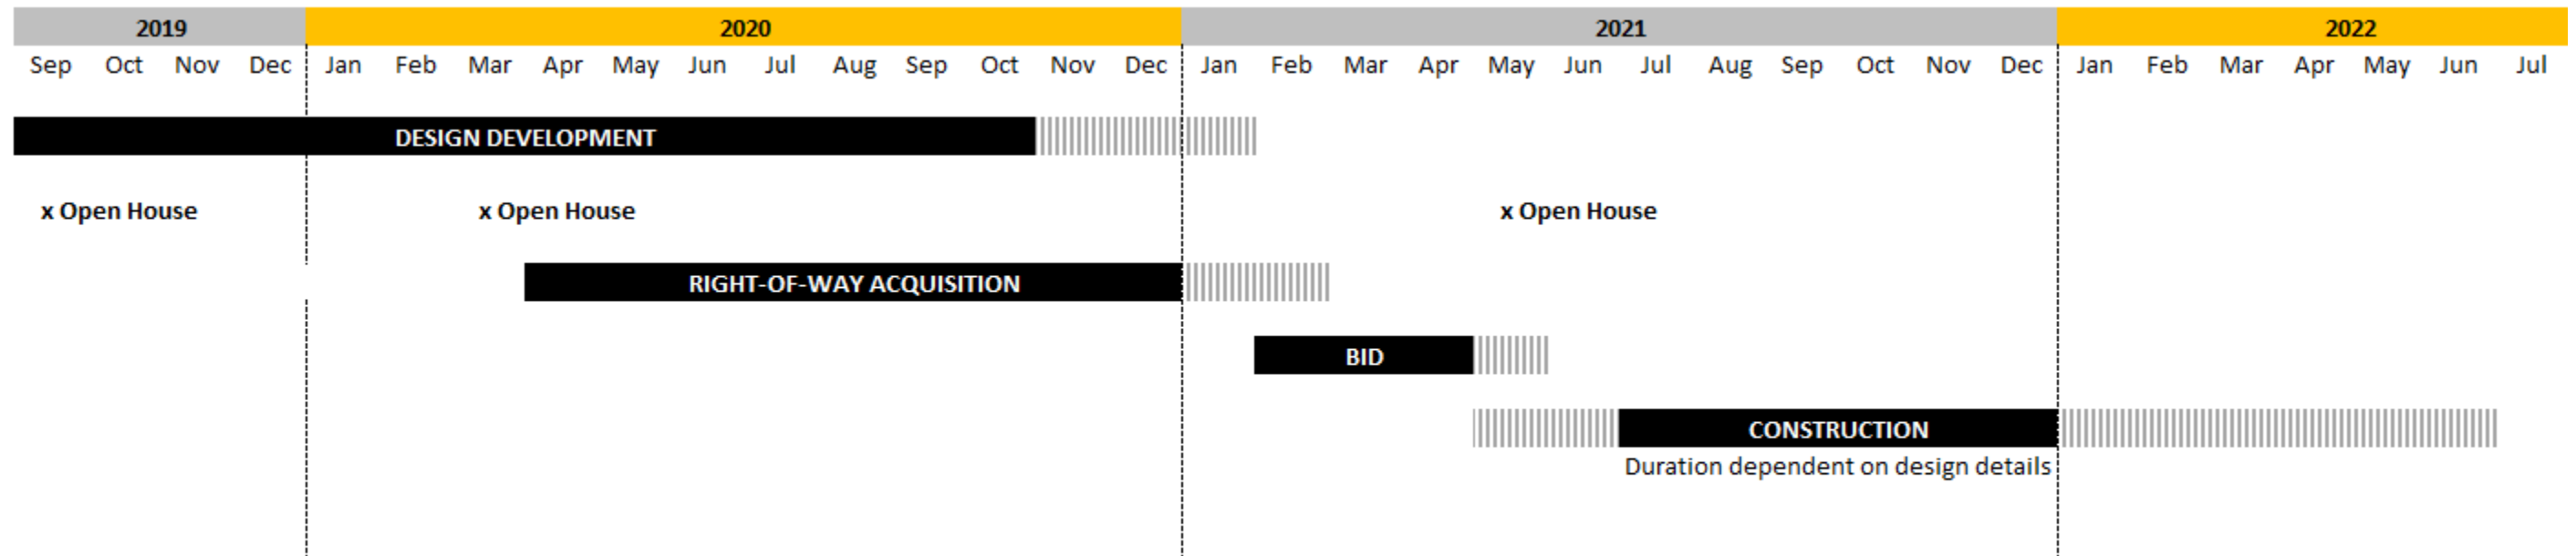 2019 2020 2021 2022
Sep Oct Nov Dec Jan Feb Mar Apr May Jun Jul Aug Sep Oct Nov Dec Jan Feb Mar Apr May Jun Jul Aug Sep Oct Nov Dec Jan Feb Mar Apr May Jun Jul
DESIGN DEVELOPMENT
x Open House x Open House x Open House
RIGHT-OF-WAY ACQUISITION
BID
CONSTRUCTION
Duration dependent on design details